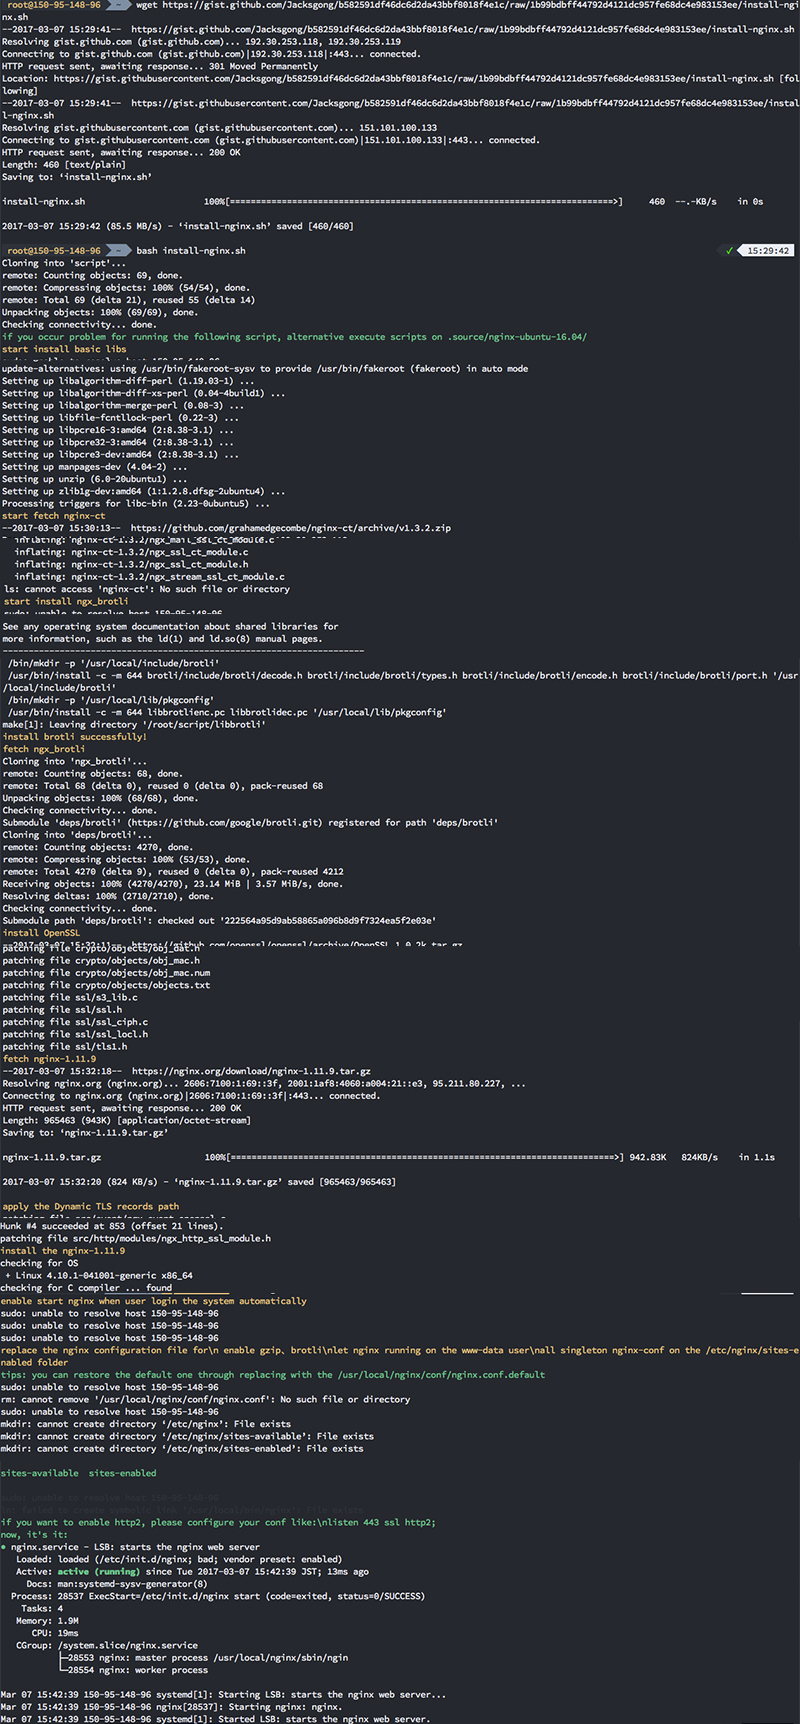 root@150-95-148-96 ~ wget https://gist.github.com/Jacksgong/b582591df46dc6d2da43bbf8018f4e1c/raw/1b99bdbff44792d4121dc957fe68dc4e983153ee/install-ngi
nx.sh
--2017-03-07 15:29:41-- https://gist.github.com/Jacksgong/b582591df46dc6d2da43bbf8018f4e1c/raw/1b99bdbff44792d4121dc957fe68dc4e983153ee/install-nginx.sh
Resolving gist.github.com (gist.github.com)... 192.30.253.118, 192.30.253.119
Connecting to gist.github.com (gist.github.com)|192.30.253.118|:443... connected.
HTTP request sent, awaiting response... 301 Moved Permanently
Location: https://gist.githubusercontent.com/Jacksgong/b582591df46dc6d2da43bbf8018f4e1c/raw/1b99bdbff44792d4121dc957fe68dc4e983153ee/install-nginx.sh [fol
lowing]
--2017-03-07 15:29:41-- https://gist.githubusercontent.com/Jacksgong/b582591df46dc6d2da43bbf8018f4e1c/raw/1b99bdbff44792d4121dc957fe68dc4e983153ee/instal
l-nginx.sh
Resolving gist.githubusercontent.com (gist.githubusercontent.com)... 151.101.100.133
Connecting to gist.githubusercontent.com (gist.githubusercontent.com)|151.101.100.133|:443... connected.
HTTP request sent, awaiting response... 200 OK
Length: 460 [text/plain]
Saving to: ‘install-nginx.sh’
install-nginx.sh 100%[=============================================================================>] 460 --.-KB/s in 0s
2017-03-07 15:29:42 (85.5 MB/s) - ‘install-nginx.sh’ saved [460/460]
root@150-95-148-96 ~ bash install-nginx.sh ✓ 15:29:42
Cloning into 'script'...
remote: Counting objects: 69, done.
remote: Compressing objects: 100% (54/54), done.
remote: Total 69 (delta 21), reused 55 (delta 14)
Unpacking objects: 100% (69/69), done.
Checking connectivity... done.
if you occur problem for running the following script, alternative execute scripts on .source/nginx-ubuntu-16.04/
start install basic libs
update-alternatives: using /usr/bin/fakeroot-sysv to provide /usr/bin/fakeroot (fakeroot) in auto mode
Setting up libalgorithm-diff-perl (1.19.03-1) ...
Setting up libalgorithm-diff-xs-perl (0.04-4build1) ...
Setting up libalgorithm-merge-perl (0.08-3) ...
Setting up libfile-fcntllock-perl (0.22-3) ...
Setting up libpcre16-3:amd64 (2:8.38-3.1) ...
Setting up libpcre32-3:amd64 (2:8.38-3.1) ...
Setting up libpcre3-dev:amd64 (2:8.38-3.1) ...
Setting up manpages-dev (4.04-2) ...
Setting up unzip (6.0-20ubuntu1) ...
Setting up zlib1g-dev:amd64 (1:1.2.8.dfsg-2ubuntu4) ...
Processing triggers for libc-bin (2.23-0ubuntu5) ...
start fetch nginx-ct
--2017-03-07 15:30:13-- https://github.com/grahamedgecombe/nginx-ct/archive/v1.3.2.zip
inflating: nginx-ct-1.3.2/ngx_mail_ssl_ct_module.c
inflating: nginx-ct-1.3.2/ngx_ssl_ct_module.c
inflating: nginx-ct-1.3.2/ngx_ssl_ct_module.h
inflating: nginx-ct-1.3.2/ngx_stream_ssl_ct_module.c
ls: cannot access 'nginx-ct': No such file or directory
start install ngx_brotli
sudo: unable to resolve host 150-95-148-96
See any operating system documentation about shared libraries for
more information, such as the ld(1) and ld.so(8) manual pages.
----------------------------------------------------------------------
/bin/mkdir -p '/usr/local/include/brotli'
/usr/bin/install -c -m 644 brotli/include/brotli/decode.h brotli/include/brotli/types.h brotli/include/brotli/encode.h brotli/include/brotli/port.h '/usr
/local/include/brotli'
/bin/mkdir -p '/usr/local/lib/pkgconfig'
/usr/bin/install -c -m 644 libbrotlienc.pc libbrotlidec.pc '/usr/local/lib/pkgconfig'
make[1]: Leaving directory '/root/script/libbrotli'
install brotli successfully!
fetch ngx_brotli
Cloning into 'ngx_brotli'...
remote: Counting objects: 68, done.
remote: Total 68 (delta 0), reused 0 (delta 0), pack-reused 68
Unpacking objects: 100% (68/68), done.
Checking connectivity... done.
Submodule 'deps/brotli' (https://github.com/google/brotli.git) registered for path 'deps/brotli'
Cloning into 'deps/brotli'...
remote: Counting objects: 4270, done.
remote: Compressing objects: 100% (53/53), done.
remote: Total 4270 (delta 9), reused 0 (delta 0), pack-reused 4212
Receiving objects: 100% (4270/4270), 23.14 MiB | 3.57 MiB/s, done.
Resolving deltas: 100% (2710/2710), done.
Checking connectivity... done.
Submodule path 'deps/brotli': checked out '222564a95d9ab58865a096b8d9f7324ea5f2e03e'
install OpenSSL
--2017-03-07 15:32:11-- https://github.com/openssl/openssl/archive/OpenSSL_1_0_2k.tar.gz
patching file crypto/objects/obj_dat.h
patching file crypto/objects/obj_mac.h
patching file crypto/objects/obj_mac.num
patching file crypto/objects/objects.txt
patching file ssl/s3_lib.c
patching file ssl/ssl.h
patching file ssl/ssl_ciph.c
patching file ssl/ssl_locl.h
patching file ssl/tls1.h
fetch nginx-1.11.9
--2017-03-07 15:32:18-- https://nginx.org/download/nginx-1.11.9.tar.gz
Resolving nginx.org (nginx.org)... 2606:7100:1:69::3f, 2001:1af8:4060:a004:21::e3, 95.211.80.227, ...
Connecting to nginx.org (nginx.org)|2606:7100:1:69::3f|:443... connected.
HTTP request sent, awaiting response... 200 OK
Length: 965463 (943K) [application/octet-stream]
Saving to: ‘nginx-1.11.9.tar.gz’
nginx-1.11.9.tar.gz 100%[=============================================================================>] 942.83K 824KB/s in 1.1s
2017-03-07 15:32:20 (824 KB/s) - ‘nginx-1.11.9.tar.gz’ saved [965463/965463]
apply the Dynamic TLS records path
Hunk #4 succeeded at 853 (offset 21 lines).
patching file src/http/modules/ngx_http_ssl_module.h
install the nginx-1.11.9
checking for OS
+ Linux 4.10.1-041001-generic x86_64
checking for C compiler ... found
enable start nginx when user login the system automatically
sudo: unable to resolve host 150-95-148-96
sudo: unable to resolve host 150-95-148-96
sudo: unable to resolve host 150-95-148-96
replace the nginx configuration file for\n enable gzip、brotli\nlet nginx running on the www-data user\nall singleton nginx-conf on the /etc/nginx/sites-e
nabled folder
tips: you can restore the default one through replacing with the /usr/local/nginx/conf/nginx.conf.default
sudo: unable to resolve host 150-95-148-96
rm: cannot remove '/usr/local/nginx/conf/nginx.conf': No such file or directory
sudo: unable to resolve host 150-95-148-96
mkdir: cannot create directory ‘/etc/nginx’: File exists
mkdir: cannot create directory ‘/etc/nginx/sites-available’: File exists
mkdir: cannot create directory ‘/etc/nginx/sites-enabled’: File exists
sites-available sites-enabled
sudo: unable to resolve host 150-95-148-96
ln: failed to create symbolic link '/usr/local/bin/nginx': File exists
if you want to enable http2, please configure your conf like:\nlisten 443 ssl http2;
now, it's it:
● nginx.service - LSB: starts the nginx web server
Loaded: loaded (/etc/init.d/nginx; bad; vendor preset: enabled)
Active: active (running) since Tue 2017-03-07 15:42:39 JST; 13ms ago
Docs: man:systemd-sysv-generator(8)
Process: 28537 ExecStart=/etc/init.d/nginx start (code=exited, status=0/SUCCESS)
Tasks: 4
Memory: 1.9M
CPU: 19ms
CGroup: /system.slice/nginx.service
├─28553 nginx: master process /usr/local/nginx/sbin/ngin
└─28554 nginx: worker process
Mar 07 15:42:39 150-95-148-96 systemd[1]: Starting LSB: starts the nginx web server...
Mar 07 15:42:39 150-95-148-96 nginx[28537]: Starting nginx: nginx.
Mar 07 15:42:39 150-95-148-96 systemd[1]: Started LSB: starts the nginx web server.